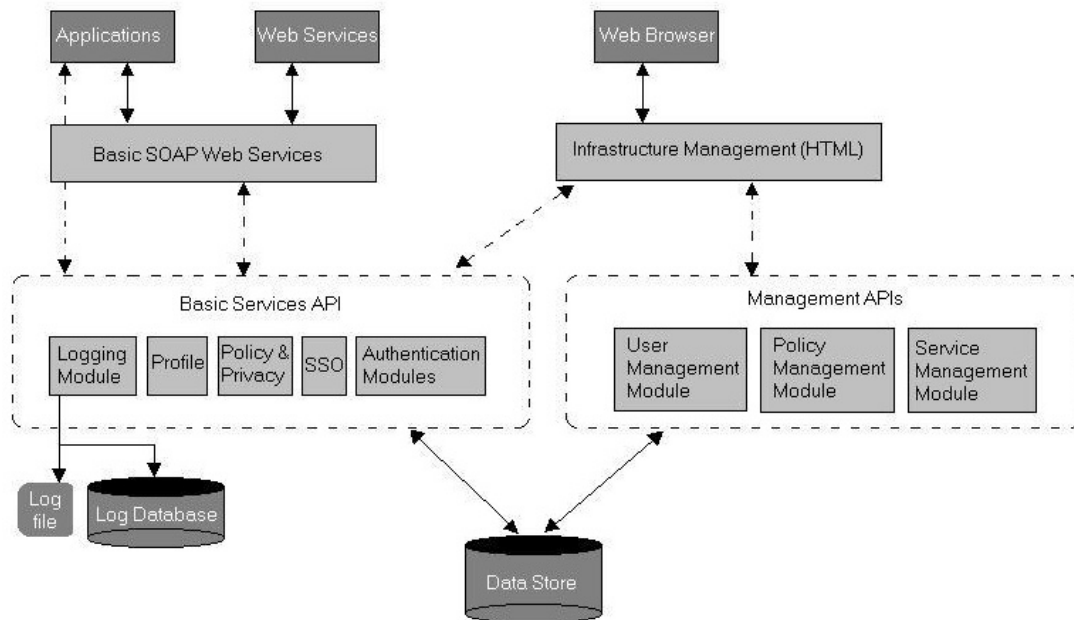 Applications
Web Services
Web Browser
Basic SOAP Web Services
Infrastructure Management (HTML)
Basic Services API
Management APIs
Logging
Module
Profile
Policy &
Privacy
SSO
Authentication
Modules
User
Management
Module
Policy
Management
Module
Service
Management
Module
Log
file
Log Database
Data Store